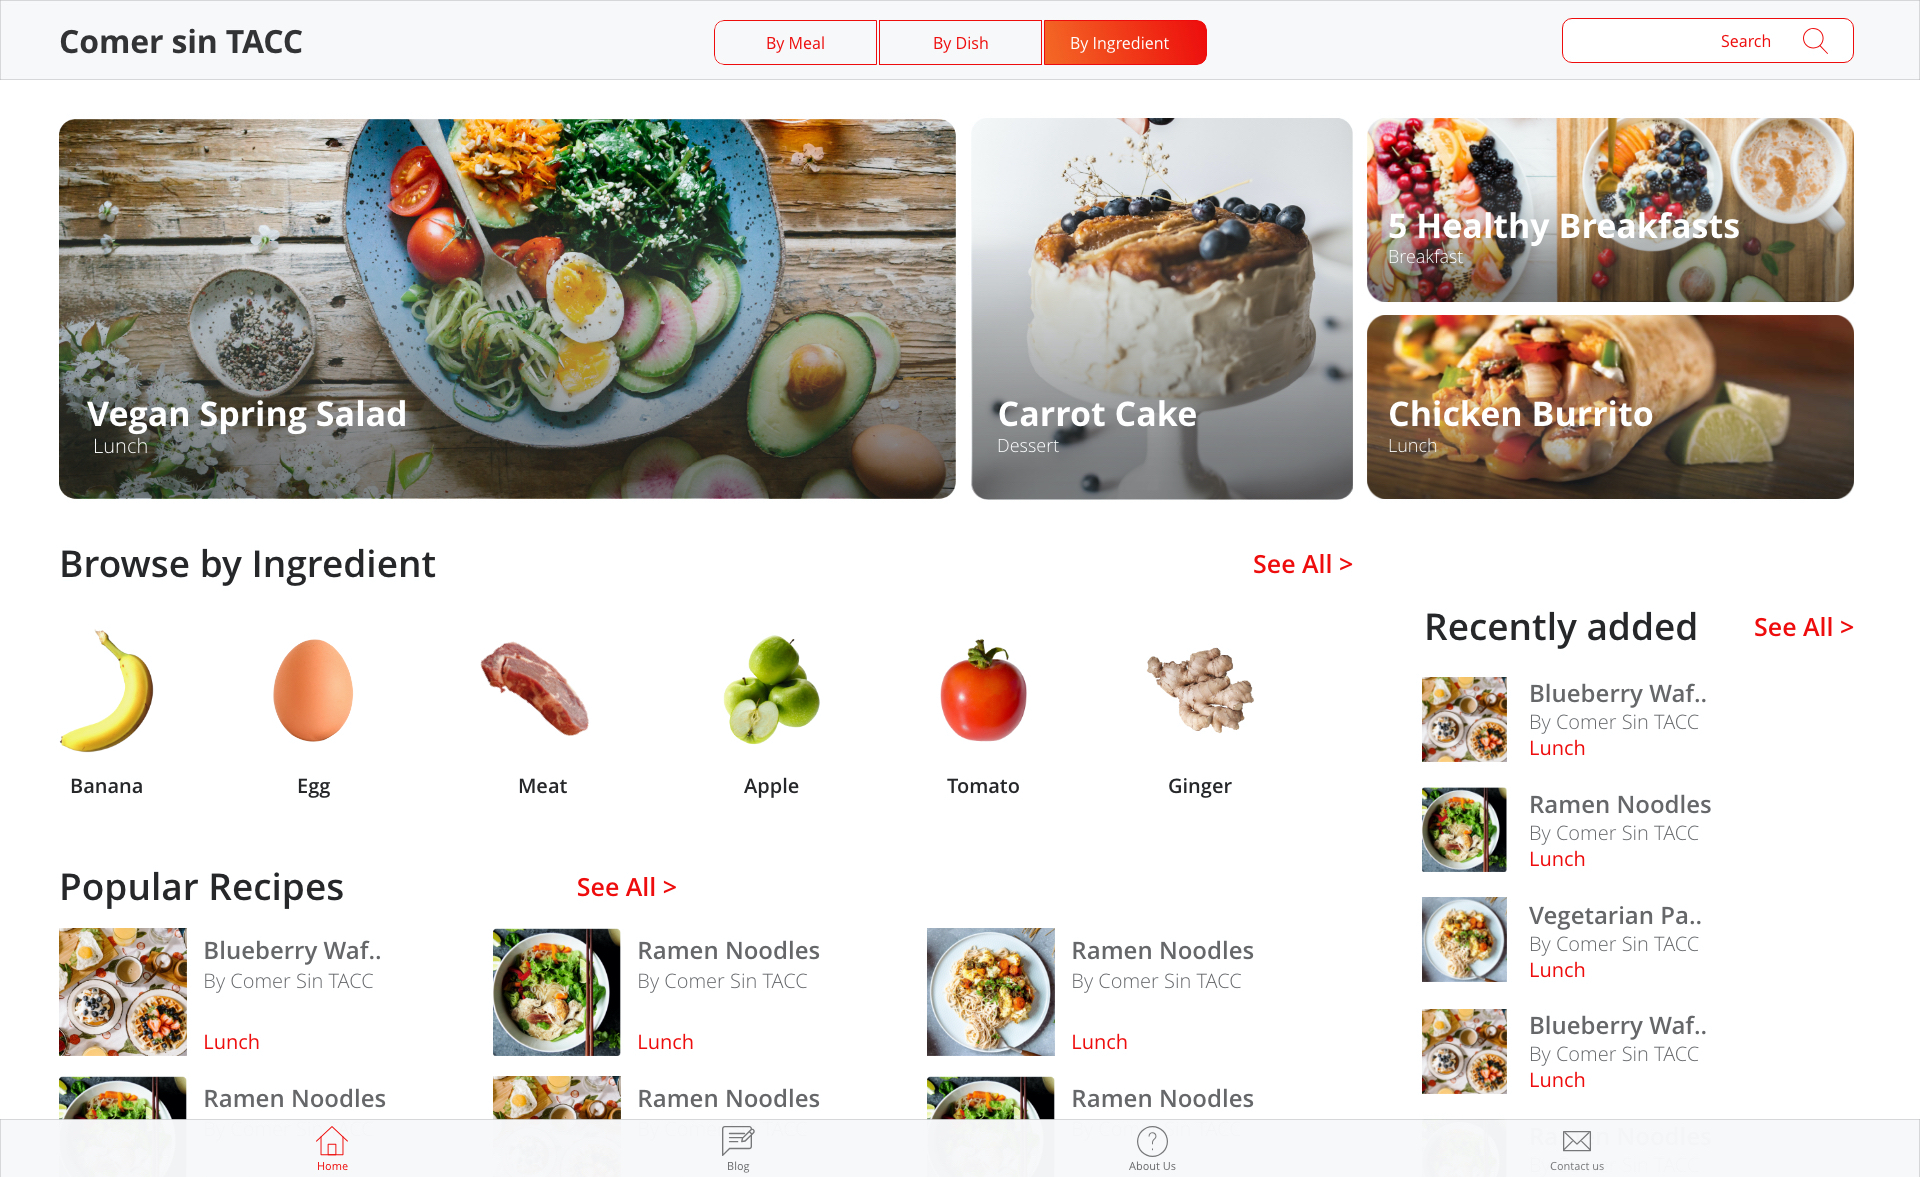 Comer sin TACC
By Meal
By Dish
By Ingredient
Search
Vegan Spring Salad
Lunch
Carrot Cake
Dessert
5 Healthy Breakfasts
Breakfast
Chicken Burrito
Lunch
Browse by Ingredient
See All >
Banana
Egg
Meat
Apple
Tomato
Ginger
Recently added
See All >
Blueberry Waf..
By Comer Sin TACC
Lunch
Ramen Noodles
By Comer Sin TACC
Lunch
Vegetarian Pa..
By Comer Sin TACC
Lunch
Blueberry Waf..
By Comer Sin TACC
Lunch
Popular Recipes
See All >
Blueberry Waf..
By Comer Sin TACC
Lunch
Ramen Noodles
By Comer Sin TACC
Lunch
Ramen Noodles
By Comer Sin TACC
Lunch
Ramen Noodles
Ramen Noodles
Ramen Noodles
Home
Blog
About Us
Contact us